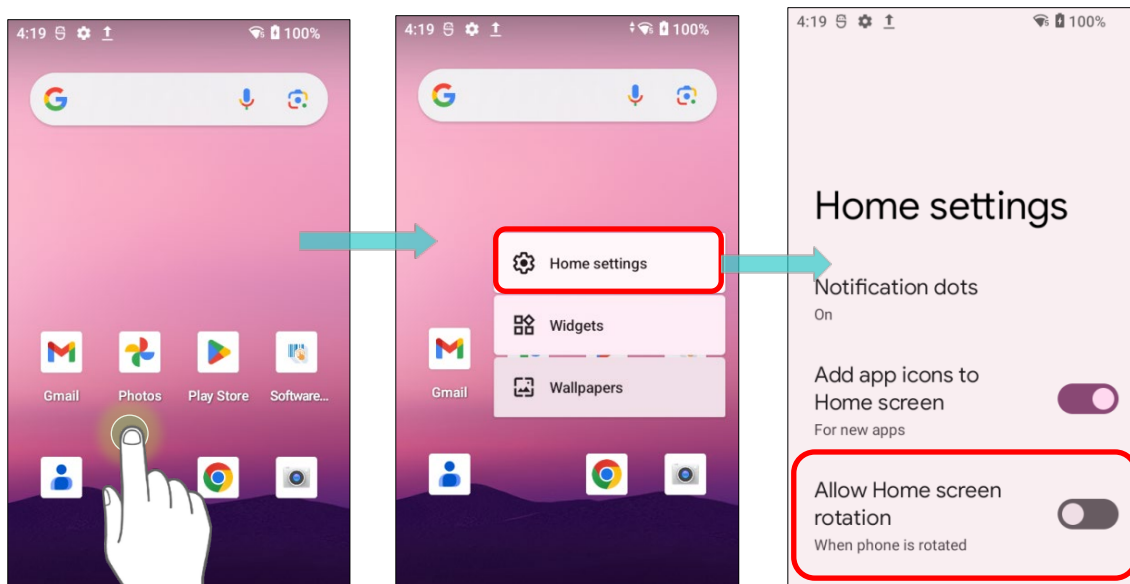 4:19 100%
Gmail Photos Play Store Software...
4:19 100%
Home settings
Widgets
Gmail
Wallpapers
4:19 100%
Home settings
Notification dots
On
Add app icons to
Home screen
For new apps
Allow Home screen
rotation
When phone is rotated